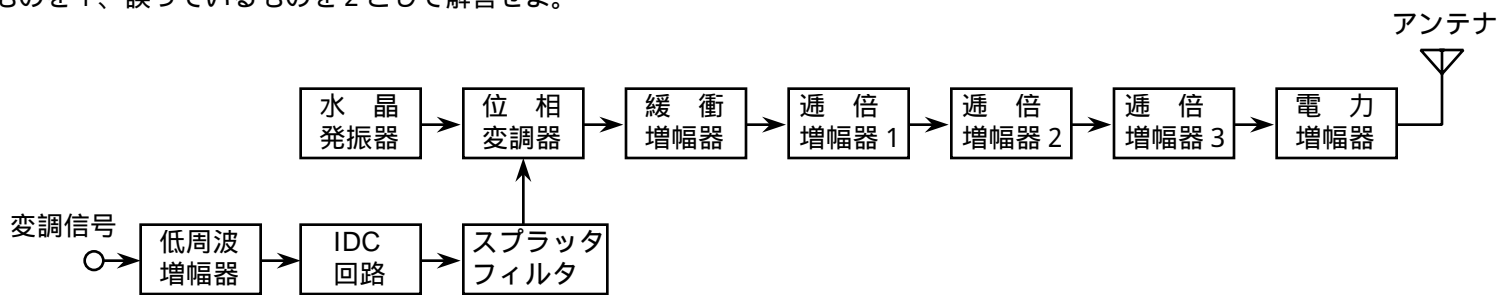 ものを1、誤っているものを2として解答せよ。
アンテナ
水 晶
発振器
位 相
変調器
緩 衝
増幅器
逓 倍
増幅器1
逓 倍
増幅器2
逓 倍
増幅器3
電 力
増幅器
変調信号
低周波
増幅器
IDC
回路
スプラッタ
フィルタ